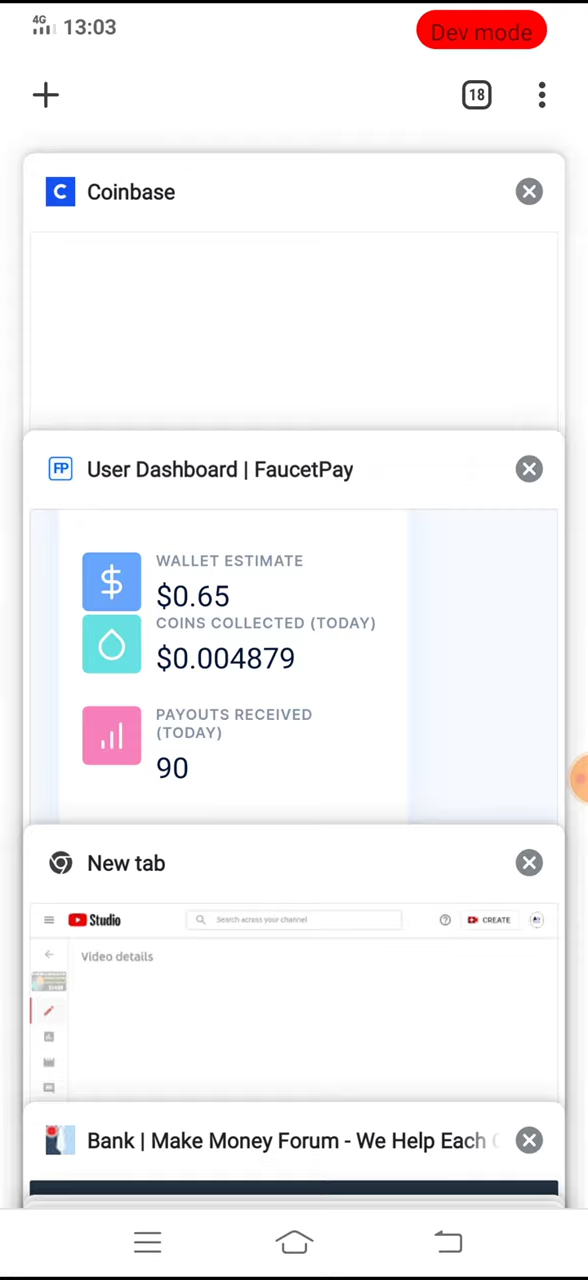 4G 13:03 Dev mode
18
C Coinbase
FP User Dashboard | FaucetPay
WALLET ESTIMATE
$0.65
COINS COLLECTED (TODAY)
$0.004879
PAYOUTS RECEIVED
(TODAY)
90
New tab
Studio Search across your channel CREATE
Video details
Bank | Make Money Forum - We Help Each